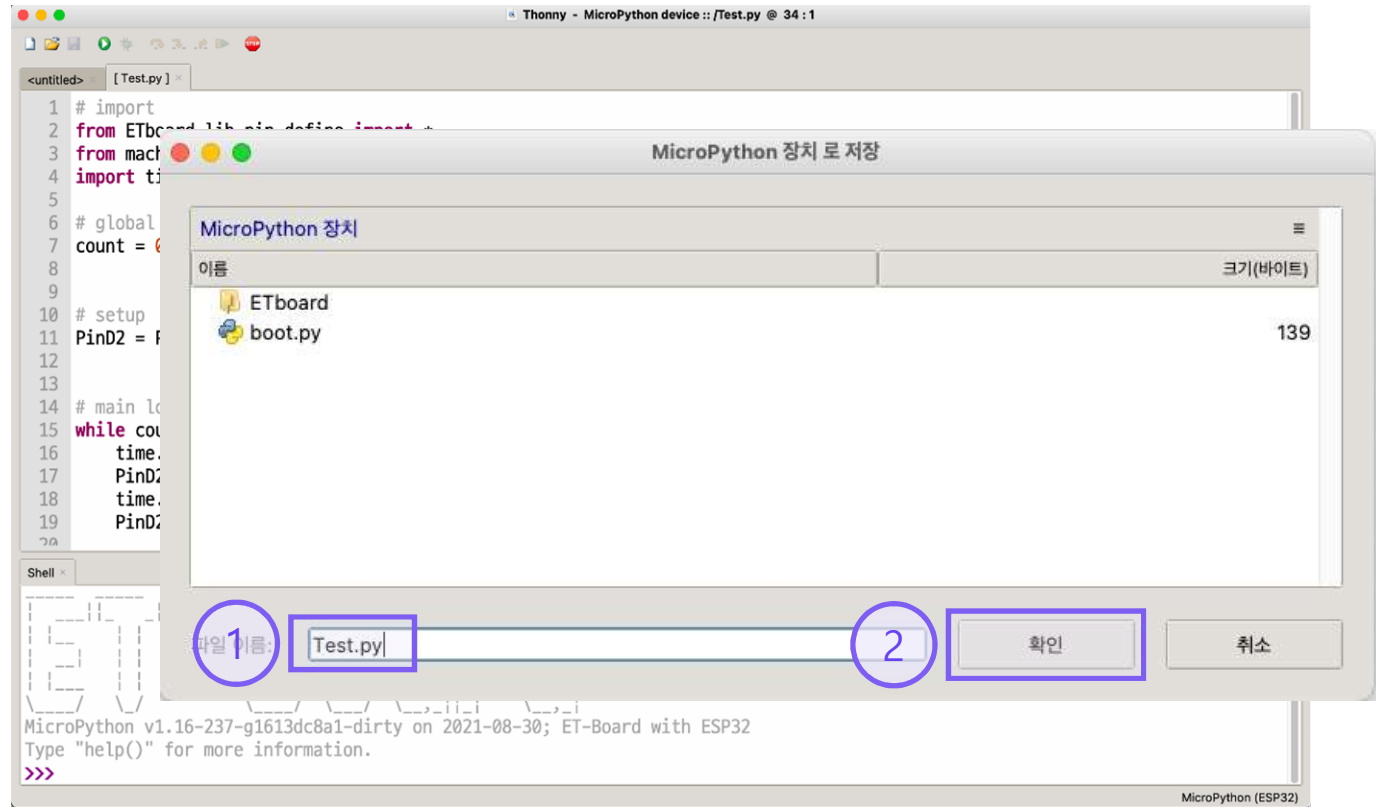 Thonny - MicroPython device :: /Test.py @ 34 : 1
STOP
<untitled> × [ Test.py ] ×
1 # import
2 from ETboard.lib.pin_define import *
3 from mach
4 import ti
5
6 # global
7 count = 0
8
9
10 # setup
11 PinD2 = P
12
13
14 # main lo
15 while cou
16 time.
17 PinD2
18 time.
19 PinD2
20
MicroPython 장치 로 저장
MicroPython 장치
이름 크기(바이트)
ETboard
boot.py 139
1 파일 이름: Test.py 2 확인 취소
Shell ×
MicroPython v1.16-237-g1613dc8a1-dirty on 2021-08-30; ET-Board with ESP32
Type "help()" for more information.
>>>
MicroPython (ESP32)